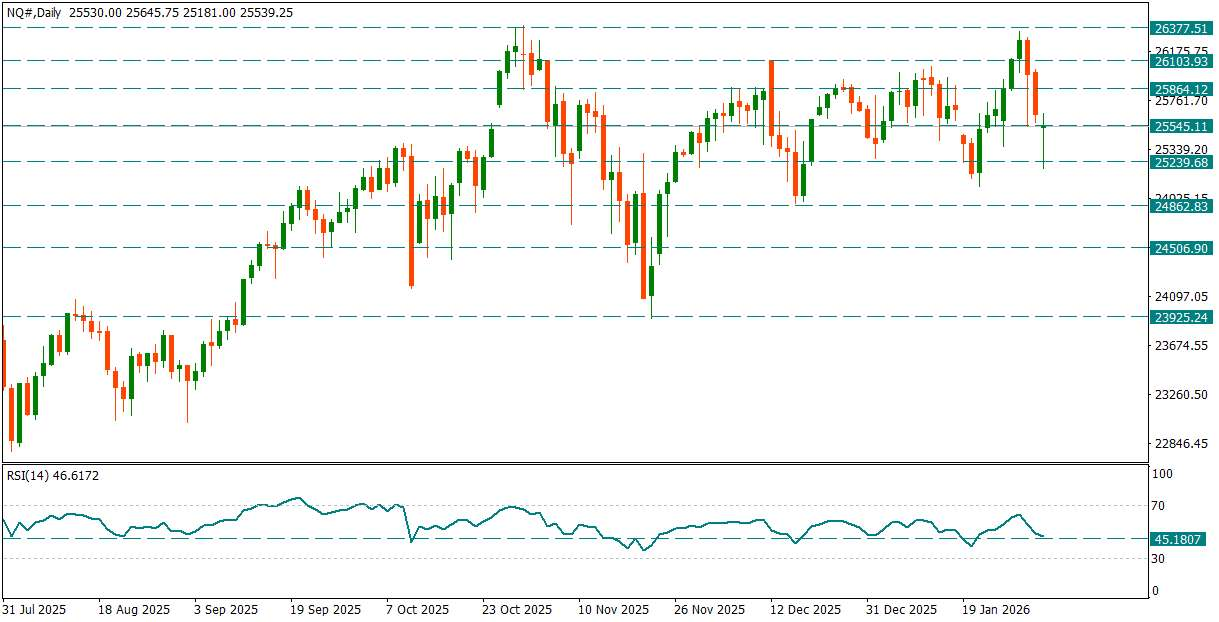 NQ#,Daily 25530.00 25645.75 25181.00 25539.25
26377.51
26175.75
26103.93
25864.12
25761.70
25545.11
25339.20
25239.68
24862.83
24506.90
24097.05
23925.24
23674.55
23260.50
22846.45
RSI(14) 46.6172
100
70
45.1807
30
0
31 Jul 2025
18 Aug 2025
3 Sep 2025
19 Sep 2025
7 Oct 2025
23 Oct 2025
10 Nov 2025
26 Nov 2025
12 Dec 2025
31 Dec 2025
19 Jan 2026